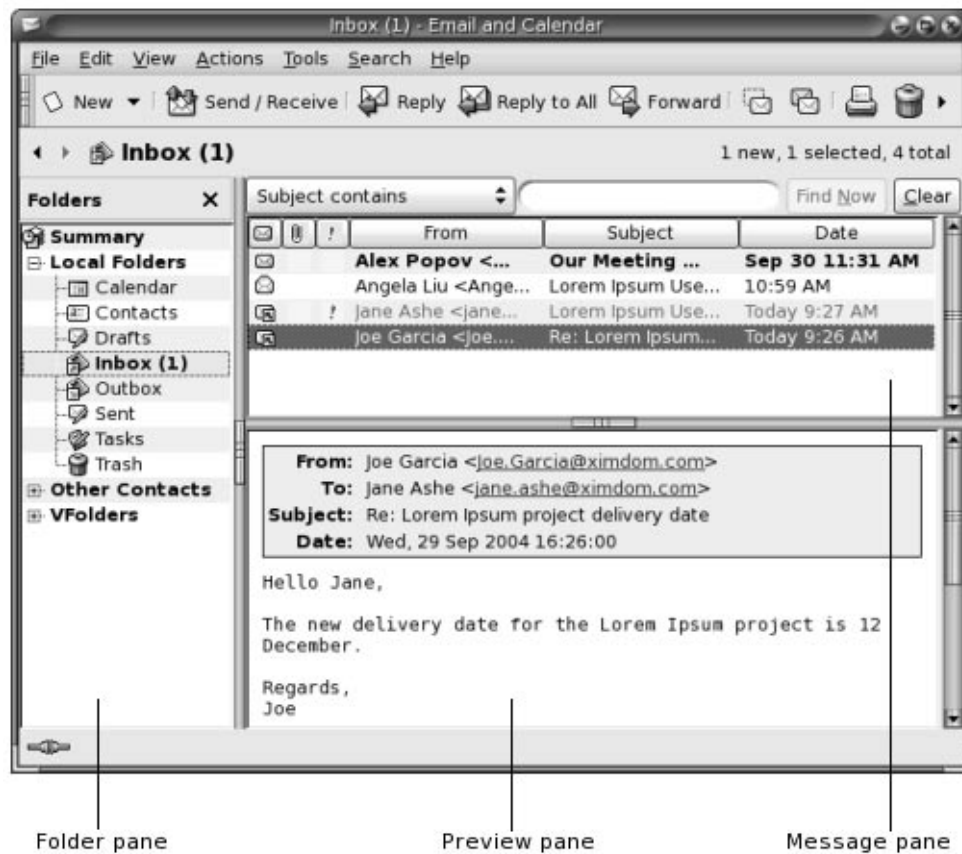 Inbox (1) - Email and Calendar
File Edit View Actions Tools Search Help
New Send / Receive Reply Reply to All Forward
Inbox (1) 1 new, 1 selected, 4 total
Folders X Subject contains Find Now Clear
Summary
Local Folders
Calendar
Contacts
Drafts
Inbox (1)
Outbox
Sent
Tasks
Trash
Other Contacts
VFolders
! From Subject Date
Alex Popov <... Our Meeting ... Sep 30 11:31 AM
Angela Liu <Ange... Lorem Ipsum Use... 10:59 AM
! Jane Ashe <jane... Lorem Ipsum Use... Today 9:27 AM
Joe Garcia <Joe.... Re: Lorem Ipsum... Today 9:26 AM
From: Joe Garcia <Joe.Garcia@ximdom.com>
To: Jane Ashe <jane.ashe@ximdom.com>
Subject: Re: Lorem Ipsum project delivery date
Date: Wed, 29 Sep 2004 16:26:00
Hello Jane,
The new delivery date for the Lorem Ipsum project is 12
December.
Regards,
Joe
Folder pane Preview pane Message pane